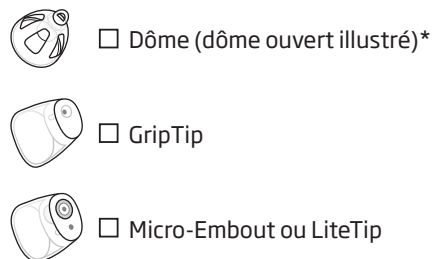 ☐ Dôme (dôme ouvert illustré)*
☐ GripTip
☐ Micro-Embout ou LiteTip